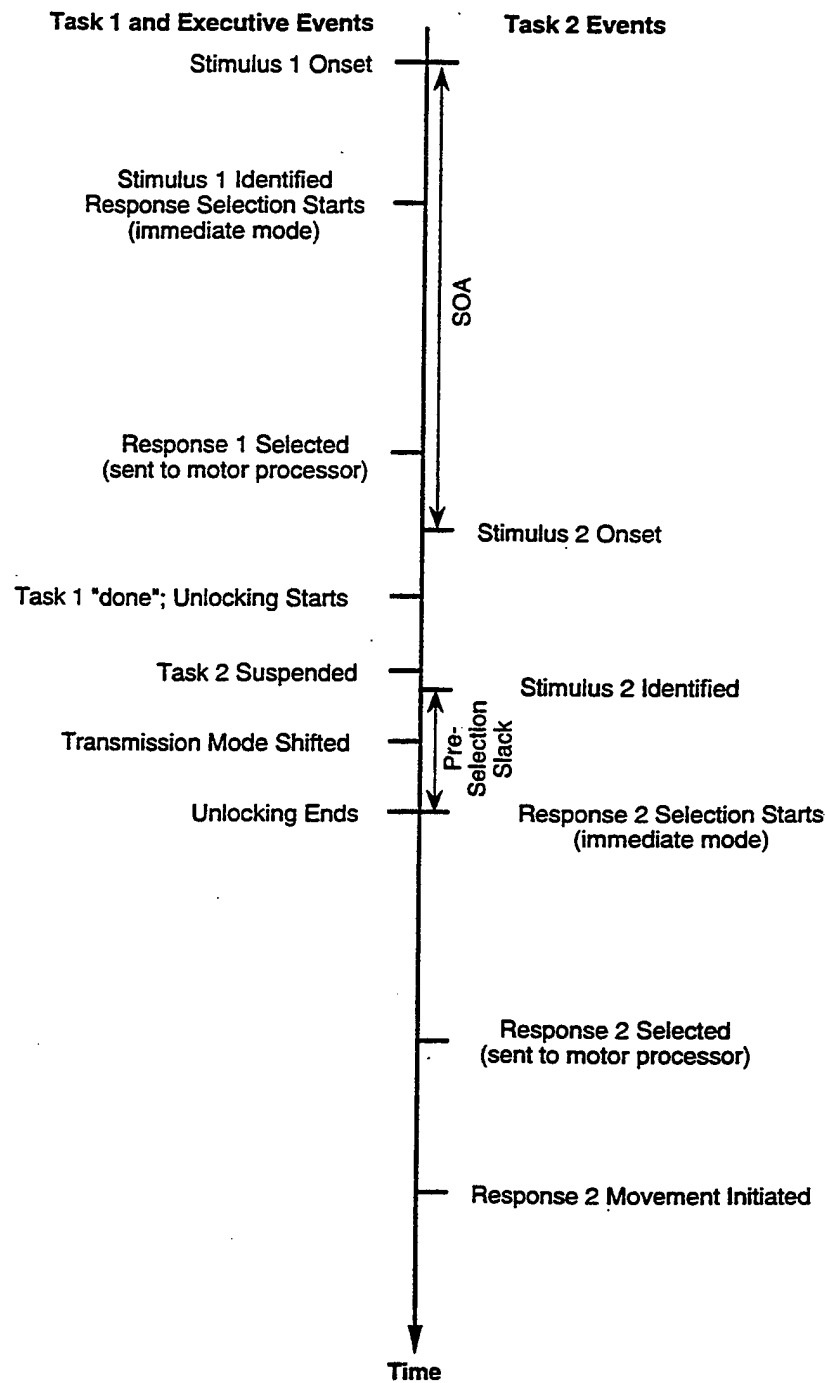 Task 1 and Executive Events
Task 2 Events
Stimulus 1 Onset
Stimulus 1 Identified
Response Selection Starts
(immediate mode)
SOA
Response 1 Selected
(sent to motor processor)
Stimulus 2 Onset
Task 1 "done"; Unlocking Starts
Task 2 Suspended
Stimulus 2 Identified
Pre-
Selection
Slack
Transmission Mode Shifted
Unlocking Ends
Response 2 Selection Starts
(immediate mode)
Response 2 Selected
(sent to motor processor)
Response 2 Movement Initiated
Time